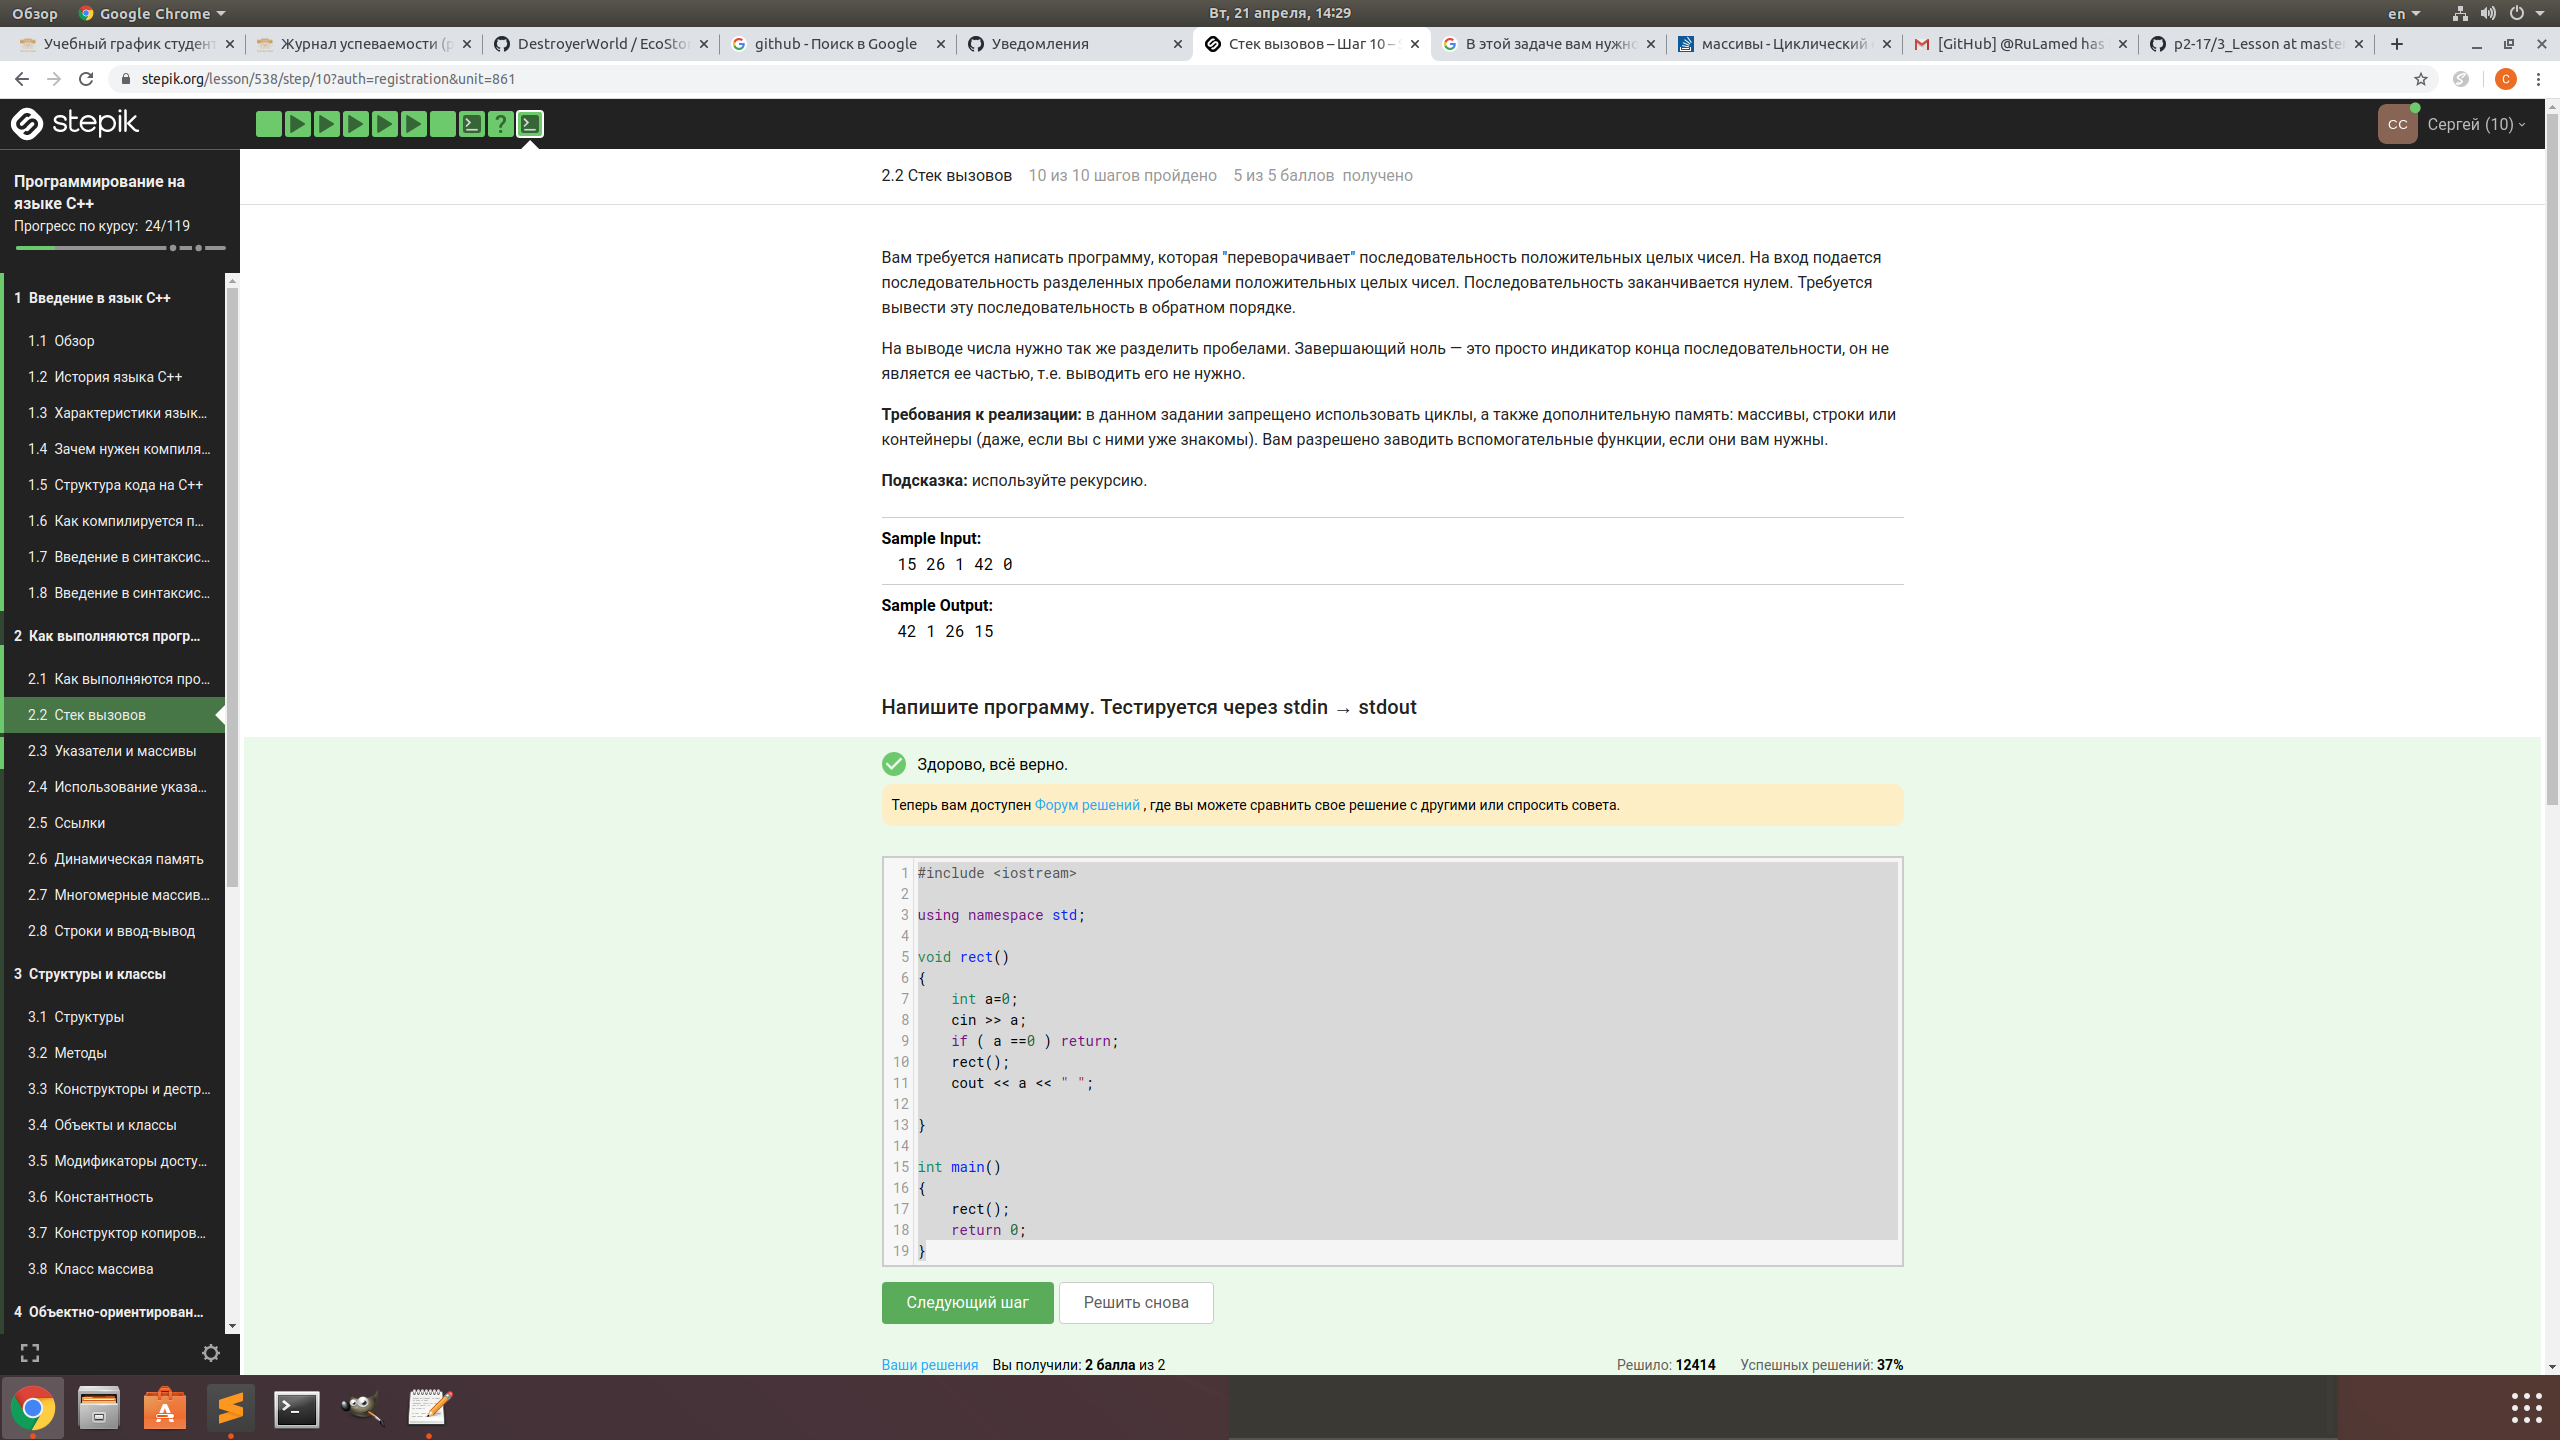 Обзор Google Chrome Вт, 21 апреля, 14:29 en
Учебный график студен Журнал успеваемости (р DestroyerWorld / EcoSto github - Поиск в Google Уведомления Стек вызовов – Шаг 10 – В этой задаче вам нужн массивы - Циклический [GitHub] @RuLamed has p2-17/3_Lesson at maste
stepik.org/lesson/538/step/10?auth=registration&unit=861 C
stepik CC Сергей (10)
Программирование на
языке C++
Прогресс по курсу: 24/119
1 Введение в язык C++
1.1 Обзор
1.2 История языка C++
1.3 Характеристики язык...
1.4 Зачем нужен компиля...
1.5 Структура кода на C++
1.6 Как компилируется п...
1.7 Введение в синтаксис...
1.8 Введение в синтаксис...
2 Как выполняются прогр...
2.1 Как выполняются про...
2.2 Стек вызовов
2.3 Указатели и массивы
2.4 Использование указа...
2.5 Ссылки
2.6 Динамическая память
2.7 Многомерные массив...
2.8 Строки и ввод-вывод
3 Структуры и классы
3.1 Структуры
3.2 Методы
3.3 Конструкторы и дестр...
3.4 Объекты и классы
3.5 Модификаторы досту...
3.6 Константность
3.7 Конструктор копиров...
3.8 Класс массива
4 Объектно-ориентирован...
2.2 Стек вызовов 10 из 10 шагов пройдено 5 из 5 баллов получено
Вам требуется написать программу, которая "переворачивает" последовательность положительных целых чисел. На вход подается
последовательность разделенных пробелами положительных целых чисел. Последовательность заканчивается нулем. Требуется
вывести эту последовательность в обратном порядке.
На выводе числа нужно так же разделить пробелами. Завершающий ноль — это просто индикатор конца последовательности, он не
является ее частью, т.е. выводить его не нужно.
Требования к реализации: в данном задании запрещено использовать циклы, а также дополнительную память: массивы, строки или
контейнеры (даже, если вы с ними уже знакомы). Вам разрешено заводить вспомогательные функции, если они вам нужны.
Подсказка: используйте рекурсию.
Sample Input:
15 26 1 42 0
Sample Output:
42 1 26 15
Напишите программу. Тестируется через stdin → stdout
Здорово, всё верно.
Теперь вам доступен Форум решений , где вы можете сравнить свое решение с другими или спросить совета.
1 #include <iostream>
2
3 using namespace std;
4
5 void rect()
6 {
7 int a=0;
8 cin >> a;
9 if ( a ==0 ) return;
10 rect();
11 cout << a << " ";
12
13 }
14
15 int main()
16 {
17 rect();
18 return 0;
19 }
Следующий шаг Решить снова
Ваши решения Вы получили: 2 балла из 2 Решило: 12414 Успешных решений: 37%